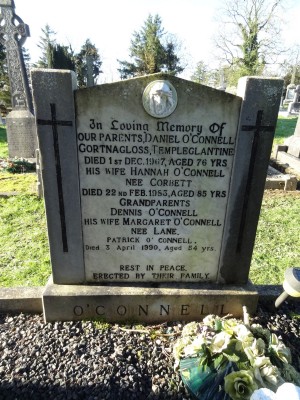 In Loving Memory Of
OUR PARENTS, DANIEL O'CONNELL
GORTNAGLOSS, TEMPLEGLANTINE
DIED 1ST DEC. 1967, AGED 76 YRS
HIS WIFE HANNAH O'CONNELL
NEE CORBETT
DIED 22ND FEB. 1983, AGED 85 YRS
GRANDPARENTS
DENNIS O'CONNELL
HIS WIFE MARGARET O'CONNELL
NEE LANE.
PATRICK O'CONNELL.
Died 3 April 1990, Aged 54 yrs.
REST IN PEACE.
ERECTED BY THEIR FAMILY.
O'CONNELL